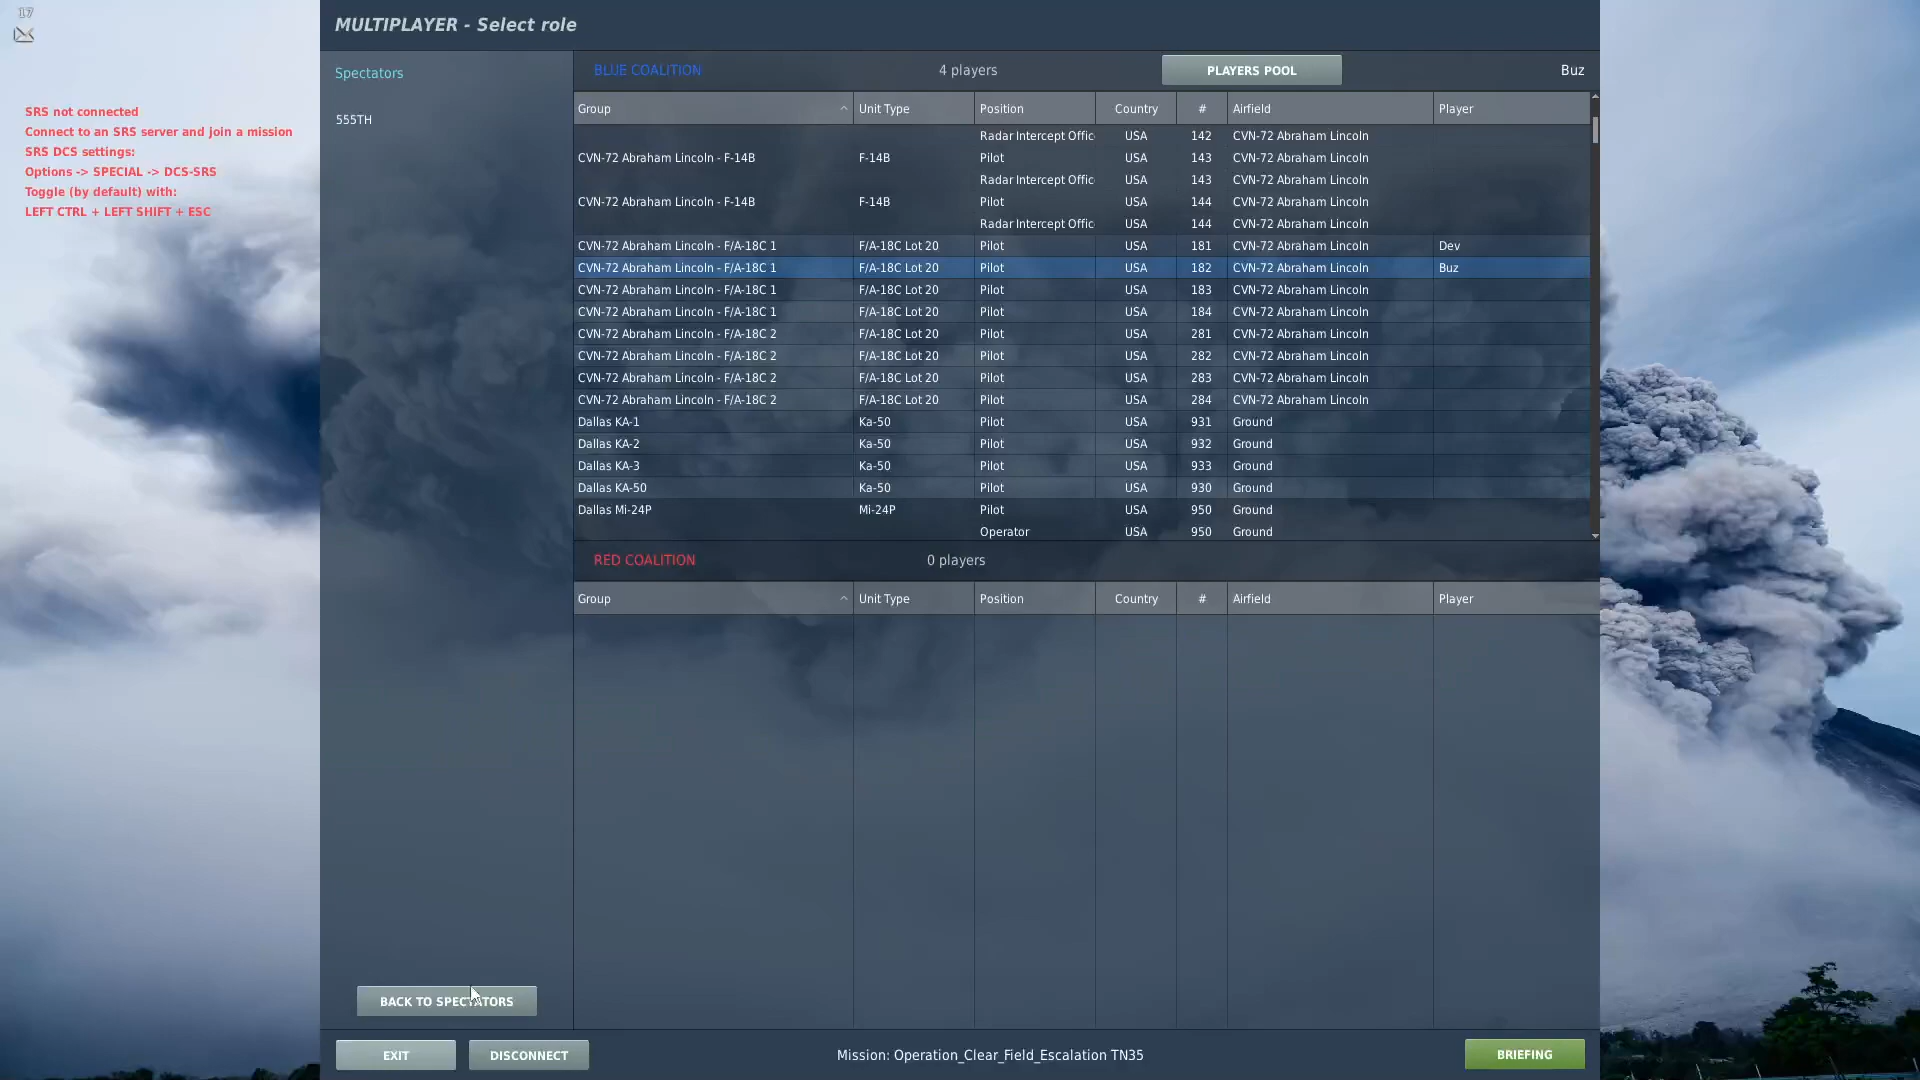 17
SRS not connected
Connect to an SRS server and join a mission
SRS DCS settings:
Options -> SPECIAL -> DCS-SRS
Toggle (by default) with:
LEFT CTRL + LEFT SHIFT + ESC
MULTIPLAYER - Select role
Spectators
555TH
BLUE COALITION 4 players PLAYERS POOL Buz
Group Unit Type Position Country # Airfield Player
Radar Intercept Offic USA 142 CVN-72 Abraham Lincoln
CVN-72 Abraham Lincoln - F-14B F-14B Pilot USA 143 CVN-72 Abraham Lincoln
Radar Intercept Offic USA 143 CVN-72 Abraham Lincoln
CVN-72 Abraham Lincoln - F-14B F-14B Pilot USA 144 CVN-72 Abraham Lincoln
Radar Intercept Offic USA 144 CVN-72 Abraham Lincoln
CVN-72 Abraham Lincoln - F/A-18C 1 F/A-18C Lot 20 Pilot USA 181 CVN-72 Abraham Lincoln Dev
CVN-72 Abraham Lincoln - F/A-18C 1 F/A-18C Lot 20 Pilot USA 182 CVN-72 Abraham Lincoln Buz
CVN-72 Abraham Lincoln - F/A-18C 1 F/A-18C Lot 20 Pilot USA 183 CVN-72 Abraham Lincoln
CVN-72 Abraham Lincoln - F/A-18C 1 F/A-18C Lot 20 Pilot USA 184 CVN-72 Abraham Lincoln
CVN-72 Abraham Lincoln - F/A-18C 2 F/A-18C Lot 20 Pilot USA 281 CVN-72 Abraham Lincoln
CVN-72 Abraham Lincoln - F/A-18C 2 F/A-18C Lot 20 Pilot USA 282 CVN-72 Abraham Lincoln
CVN-72 Abraham Lincoln - F/A-18C 2 F/A-18C Lot 20 Pilot USA 283 CVN-72 Abraham Lincoln
CVN-72 Abraham Lincoln - F/A-18C 2 F/A-18C Lot 20 Pilot USA 284 CVN-72 Abraham Lincoln
Dallas KA-1 Ka-50 Pilot USA 931 Ground
Dallas KA-2 Ka-50 Pilot USA 932 Ground
Dallas KA-3 Ka-50 Pilot USA 933 Ground
Dallas KA-50 Ka-50 Pilot USA 930 Ground
Dallas Mi-24P Mi-24P Pilot USA 950 Ground
Operator USA 950 Ground
RED COALITION 0 players
Group Unit Type Position Country # Airfield Player
BACK TO SPECTATORS
EXIT DISCONNECT Mission: Operation_Clear_Field_Escalation TN35 BRIEFING